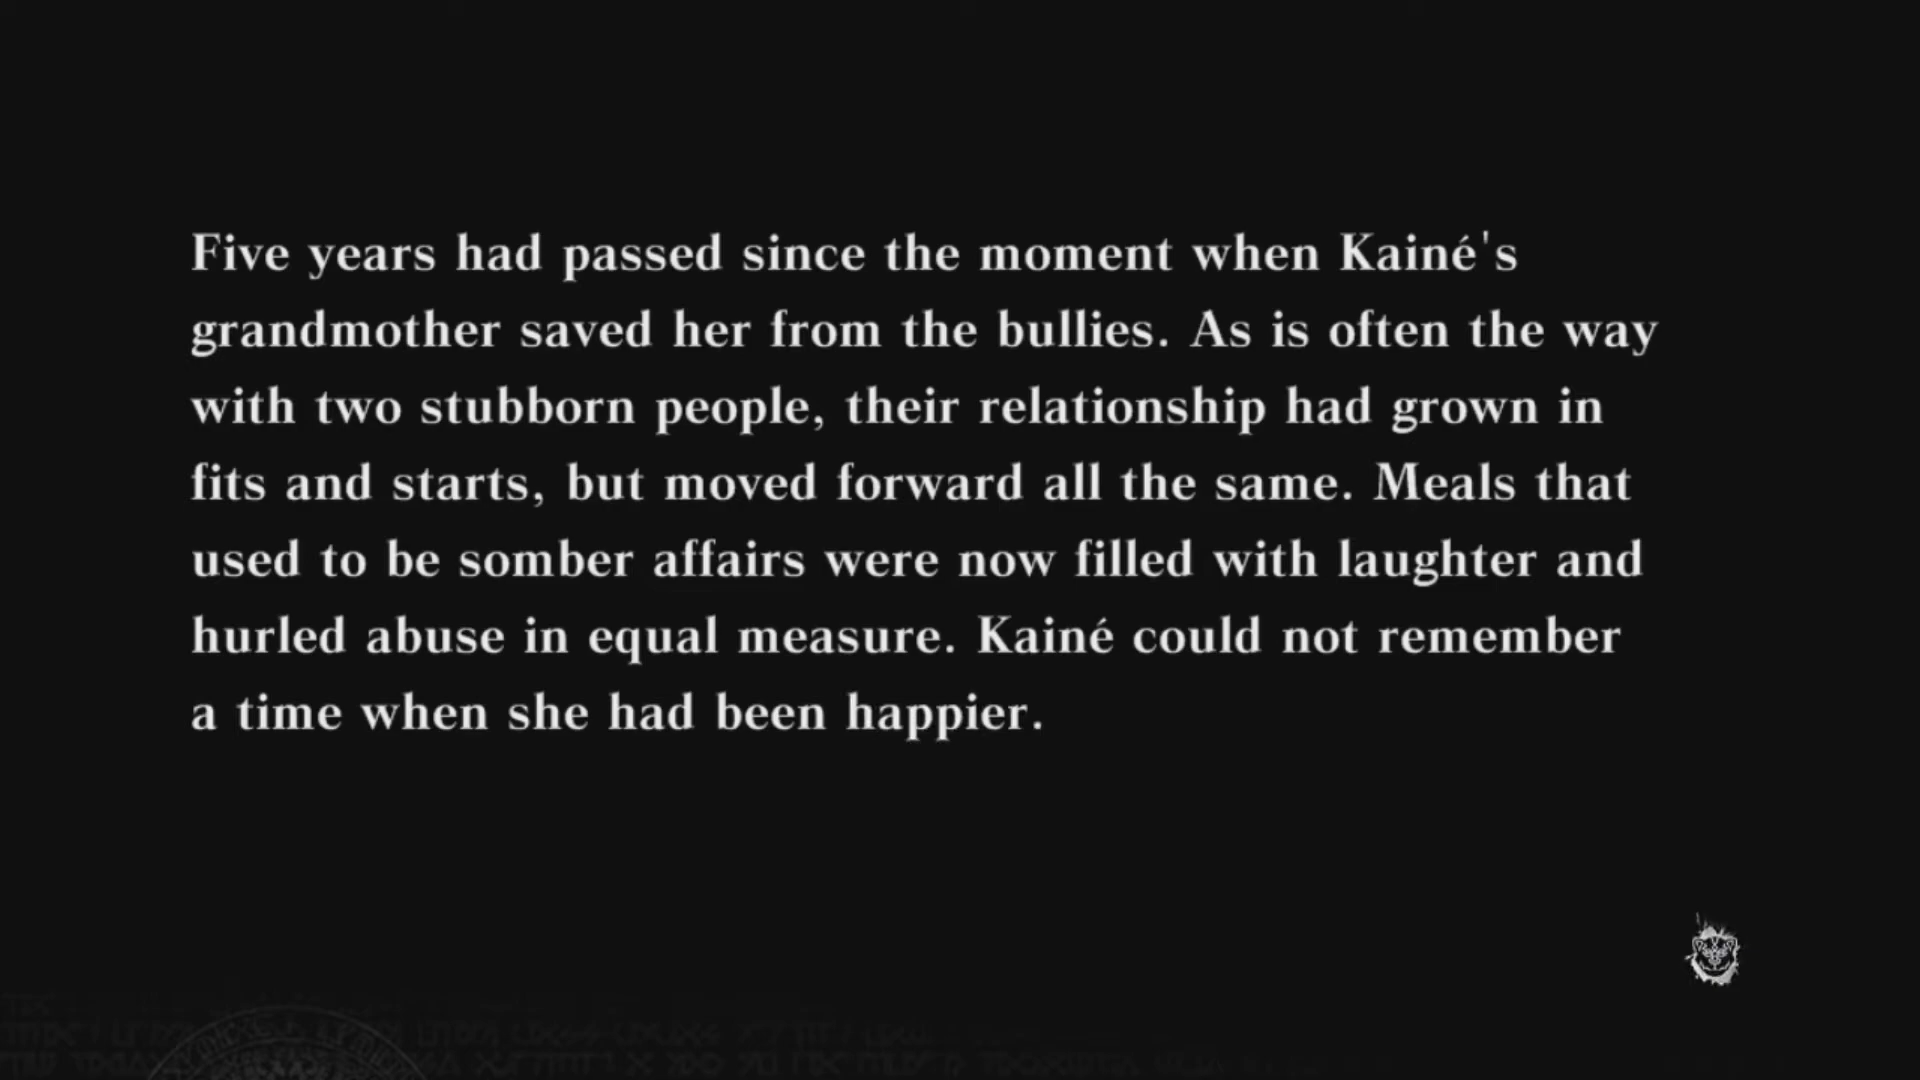 Five years had passed since the moment when Kainé's
grandmother saved her from the bullies. As is often the way
with two stubborn people, their relationship had grown in
fits and starts, but moved forward all the same. Meals that
used to be somber affairs were now filled with laughter and
hurled abuse in equal measure. Kainé could not remember
a time when she had been happier.